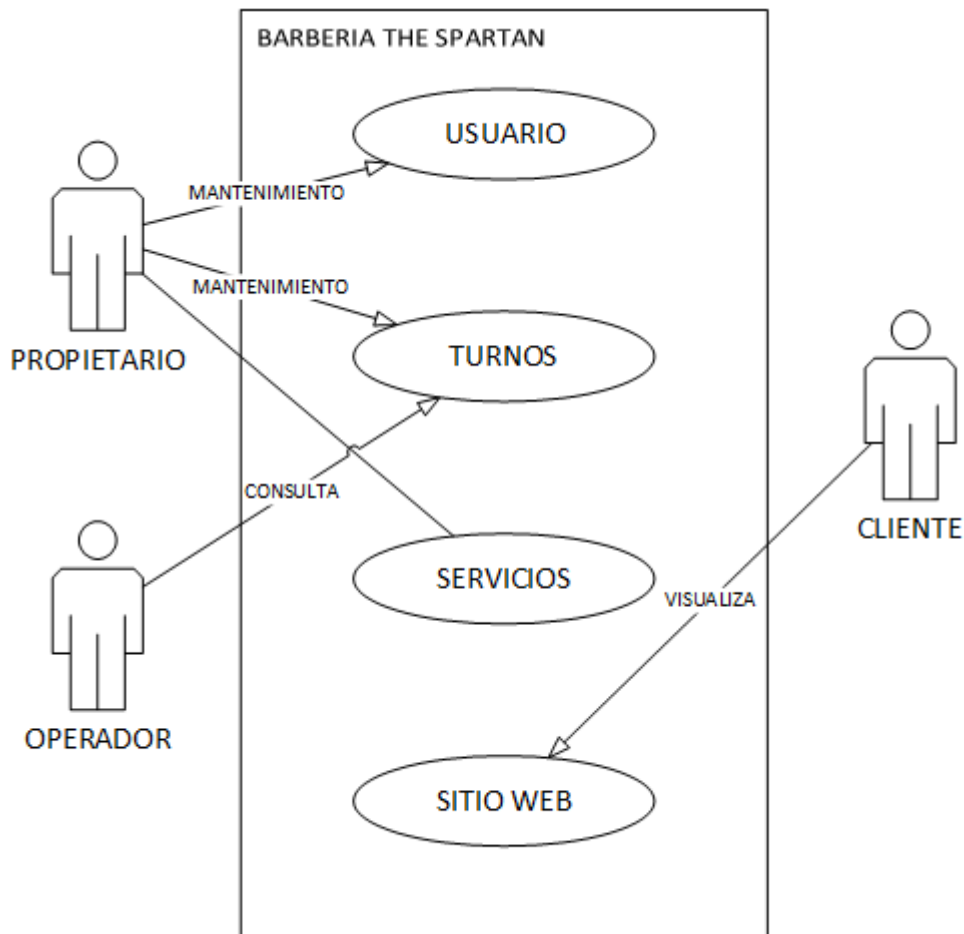 BARBERIA THE SPARTAN
USUARIO
MANTENIMIENTO
MANTENIMIENTO
PROPIETARIO
TURNOS
CONSULTA
CLIENTE
SERVICIOS
VISUALIZA
OPERADOR
SITIO WEB